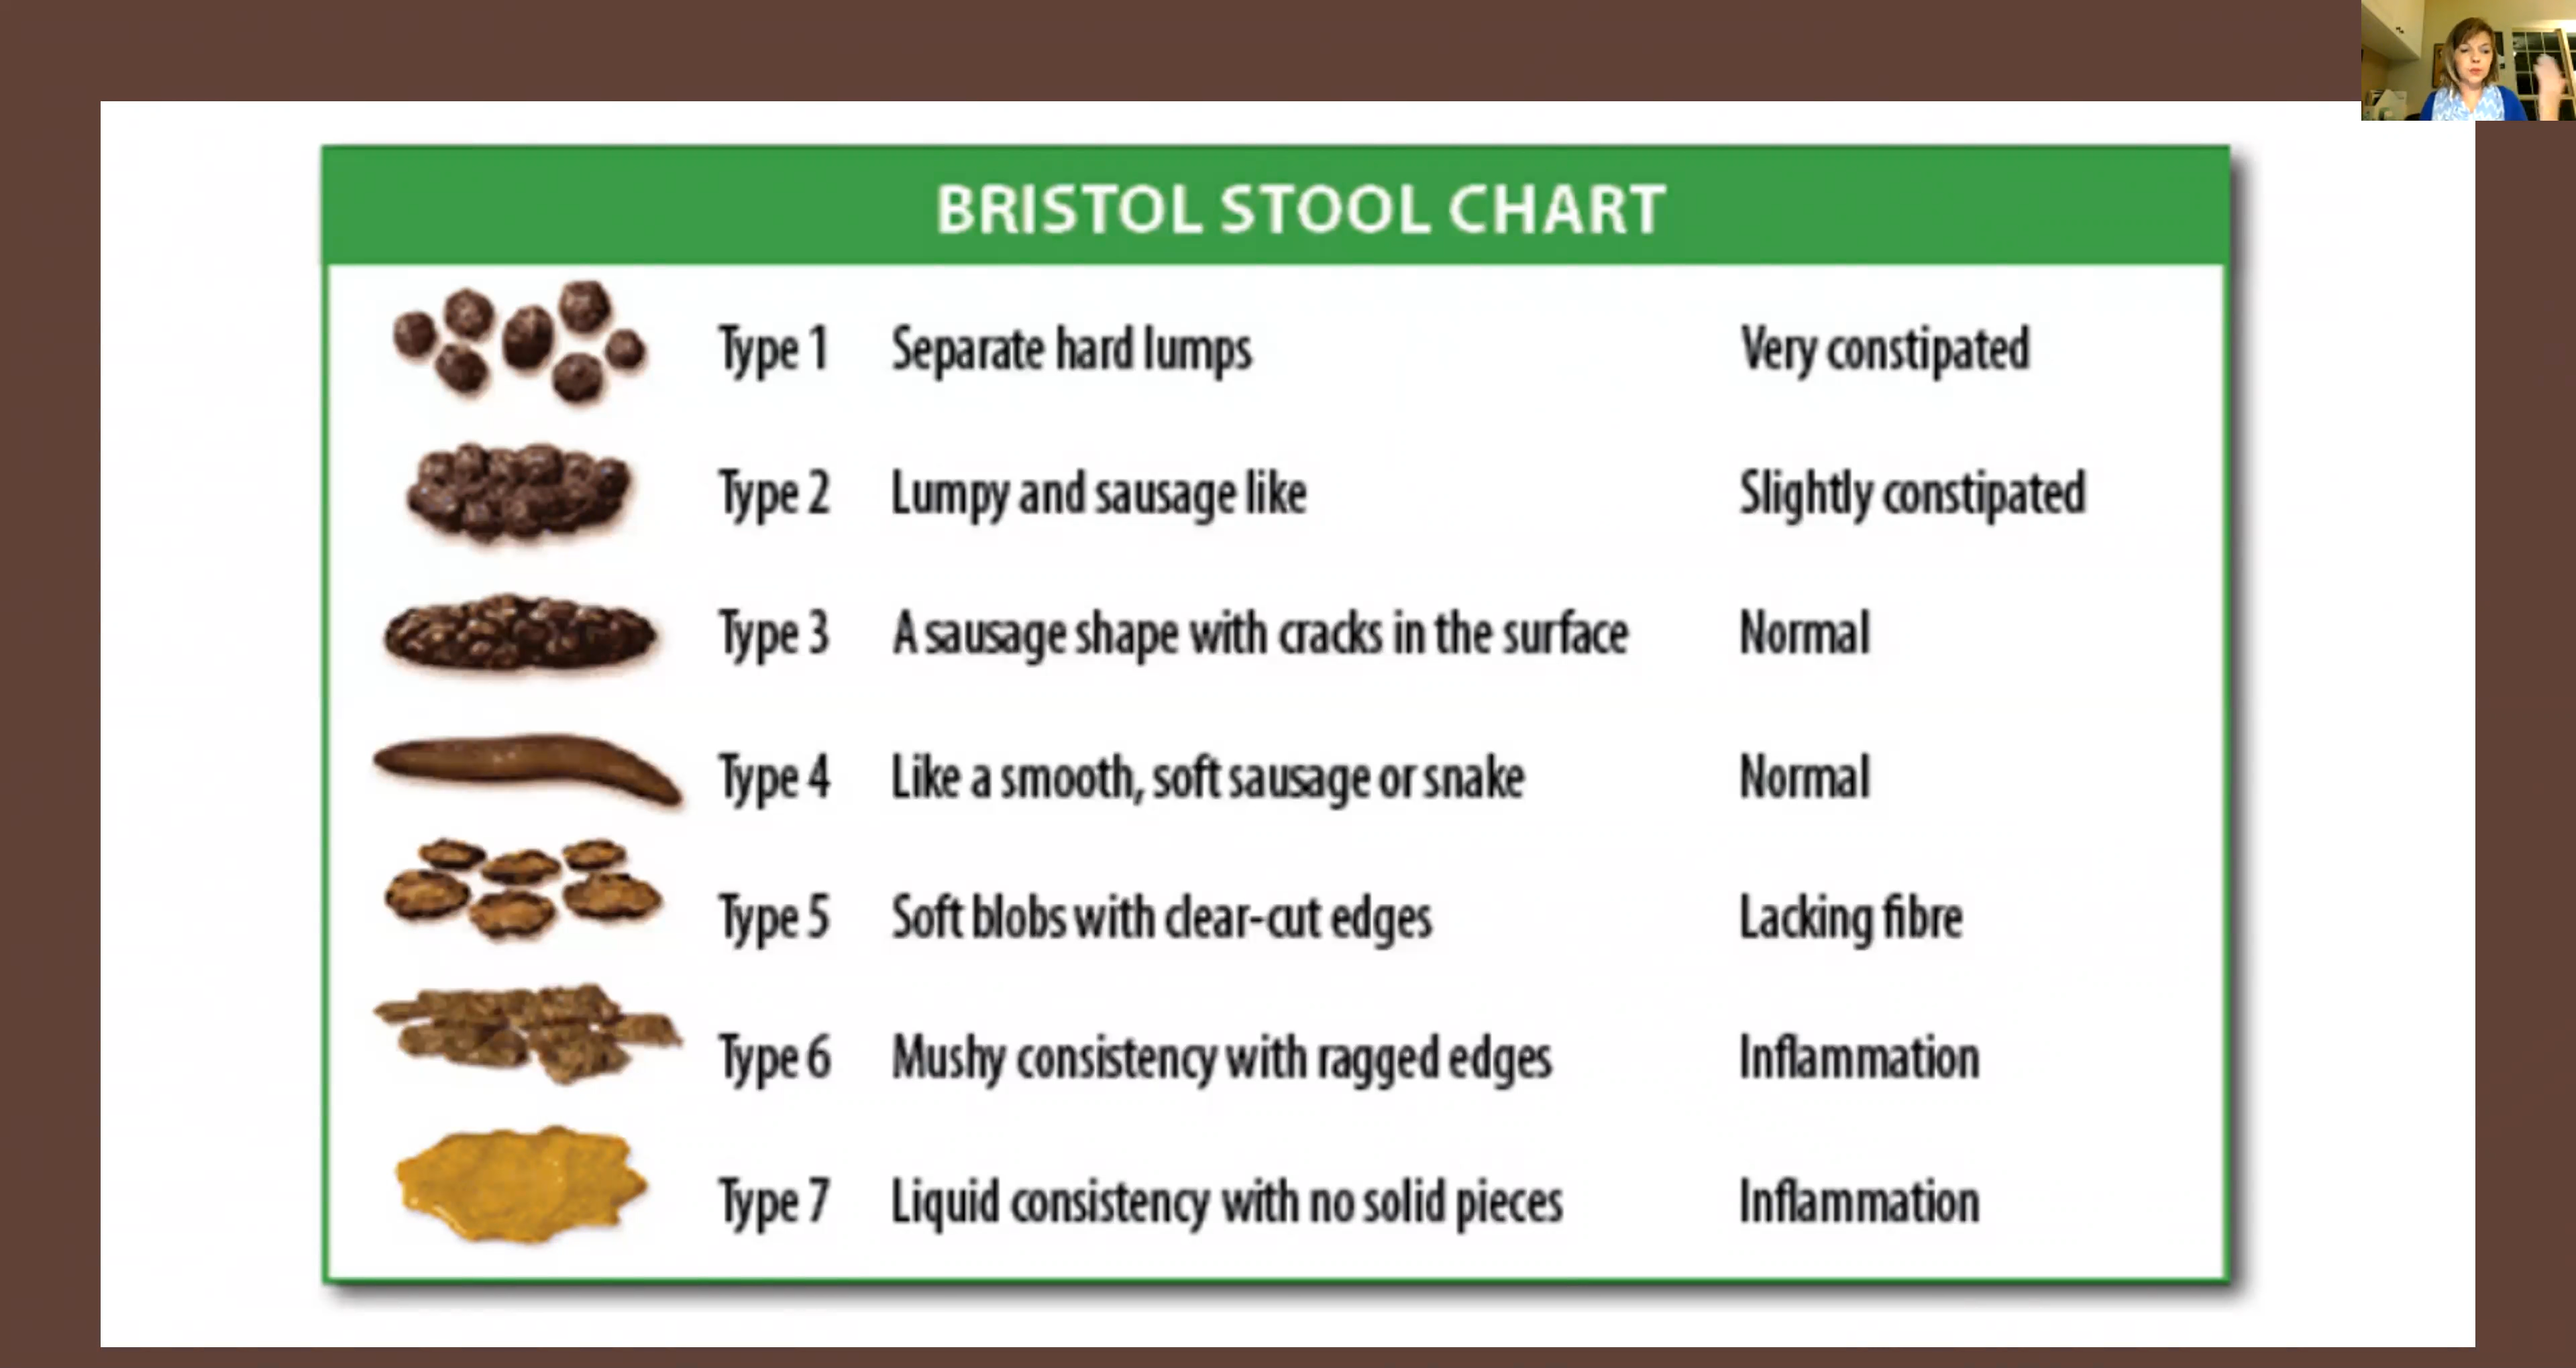 BRISTOL STOOL CHART
Type 1 Separate hard lumps Very constipated
Type 2 Lumpy and sausage like Slightly constipated
Type 3 A sausage shape with cracks in the surface Normal
Type 4 Like a smooth, soft sausage or snake Normal
Type 5 Soft blobs with clear-cut edges Lacking fibre
Type 6 Mushy consistency with ragged edges Inflammation
Type 7 Liquid consistency with no solid pieces Inflammation